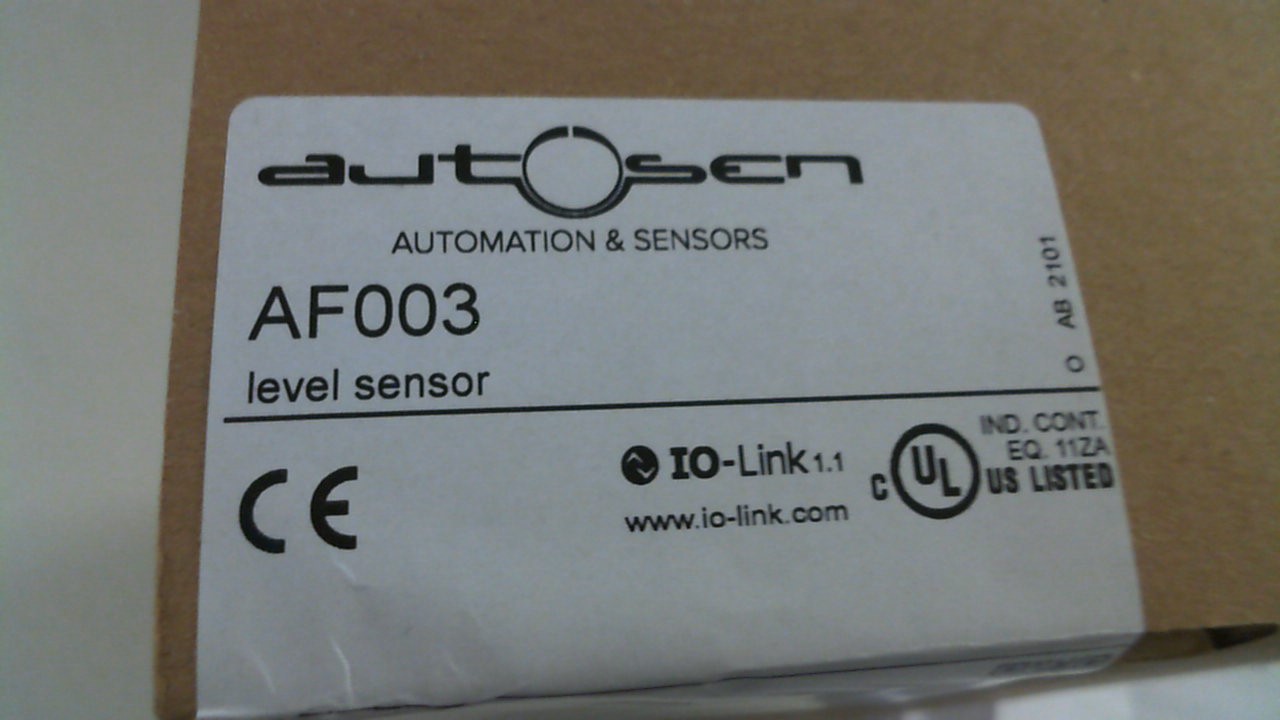 autosen
AUTOMATION & SENSORS
AF003
level sensor
O AB 2101
CE
IO-Link 1.1
www.io-link.com
C UL US LISTED
IND. CONT.
EQ. 11ZA